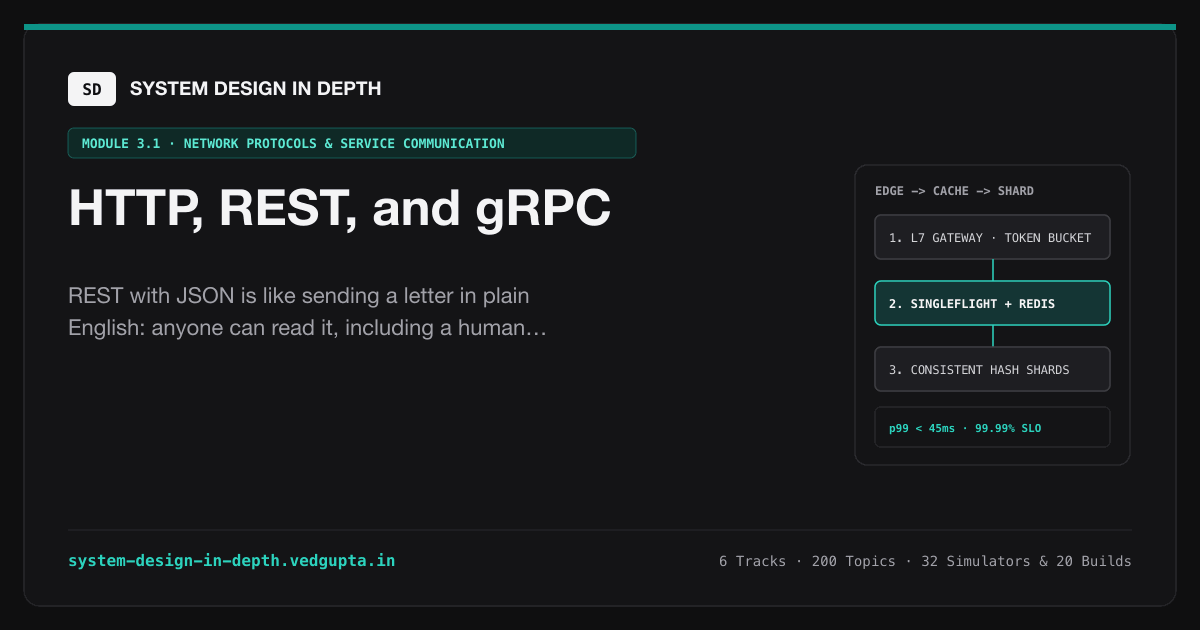 SD SYSTEM DESIGN IN DEPTH
MODULE 3.1 · NETWORK PROTOCOLS & SERVICE COMMUNICATION
HTTP, REST, and gRPC
REST with JSON is like sending a letter in plain
English: anyone can read it, including a human…
EDGE —> CACHE —> SHARD
1. L7 GATEWAY · TOKEN BUCKET
2. SINGLEFLIGHT + REDIS
3. CONSISTENT HASH SHARDS
p99 < 45ms · 99.99% SLO
system-design-in-depth.vedgupta.in
6 Tracks · 200 Topics · 32 Simulators & 20 Builds